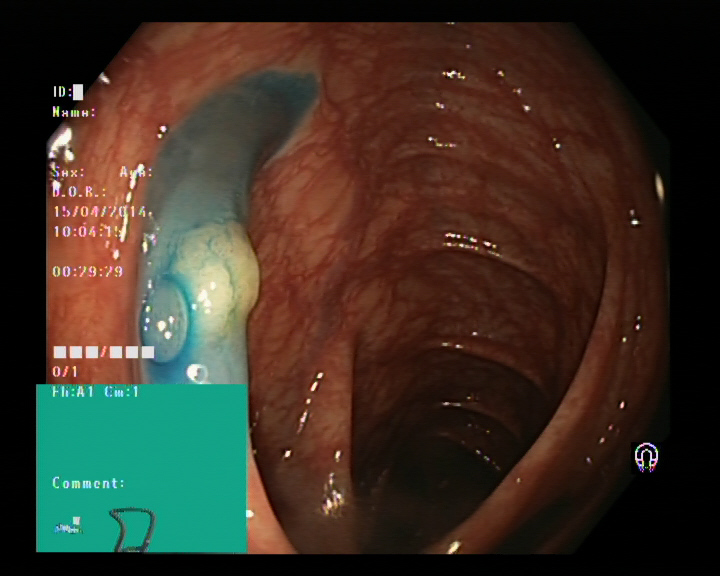 ID:
Name:
Sex: Age:
D.O.B.:
15/04/2014
10:04:15
00:29:29
■■■/■■■
0/1
Ph:A1 Cm:1
Comment: